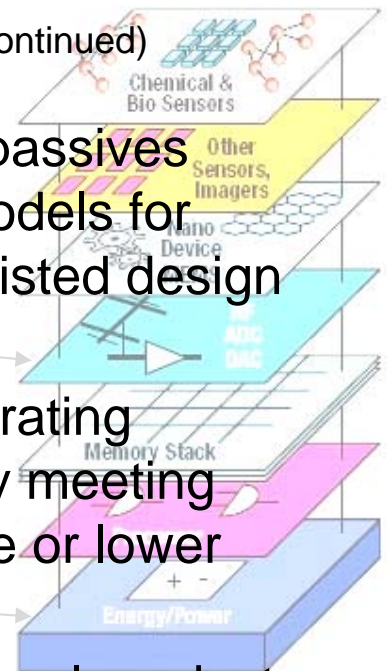 ontinued)
Chemical &
Bio Sensors
passives
Other
Sensors,
Imagers
odels for
Nano
Device
isted design
ADC
DAC
rating
Memory Stack
y meeting
e or lower
+ -
Energy/Power